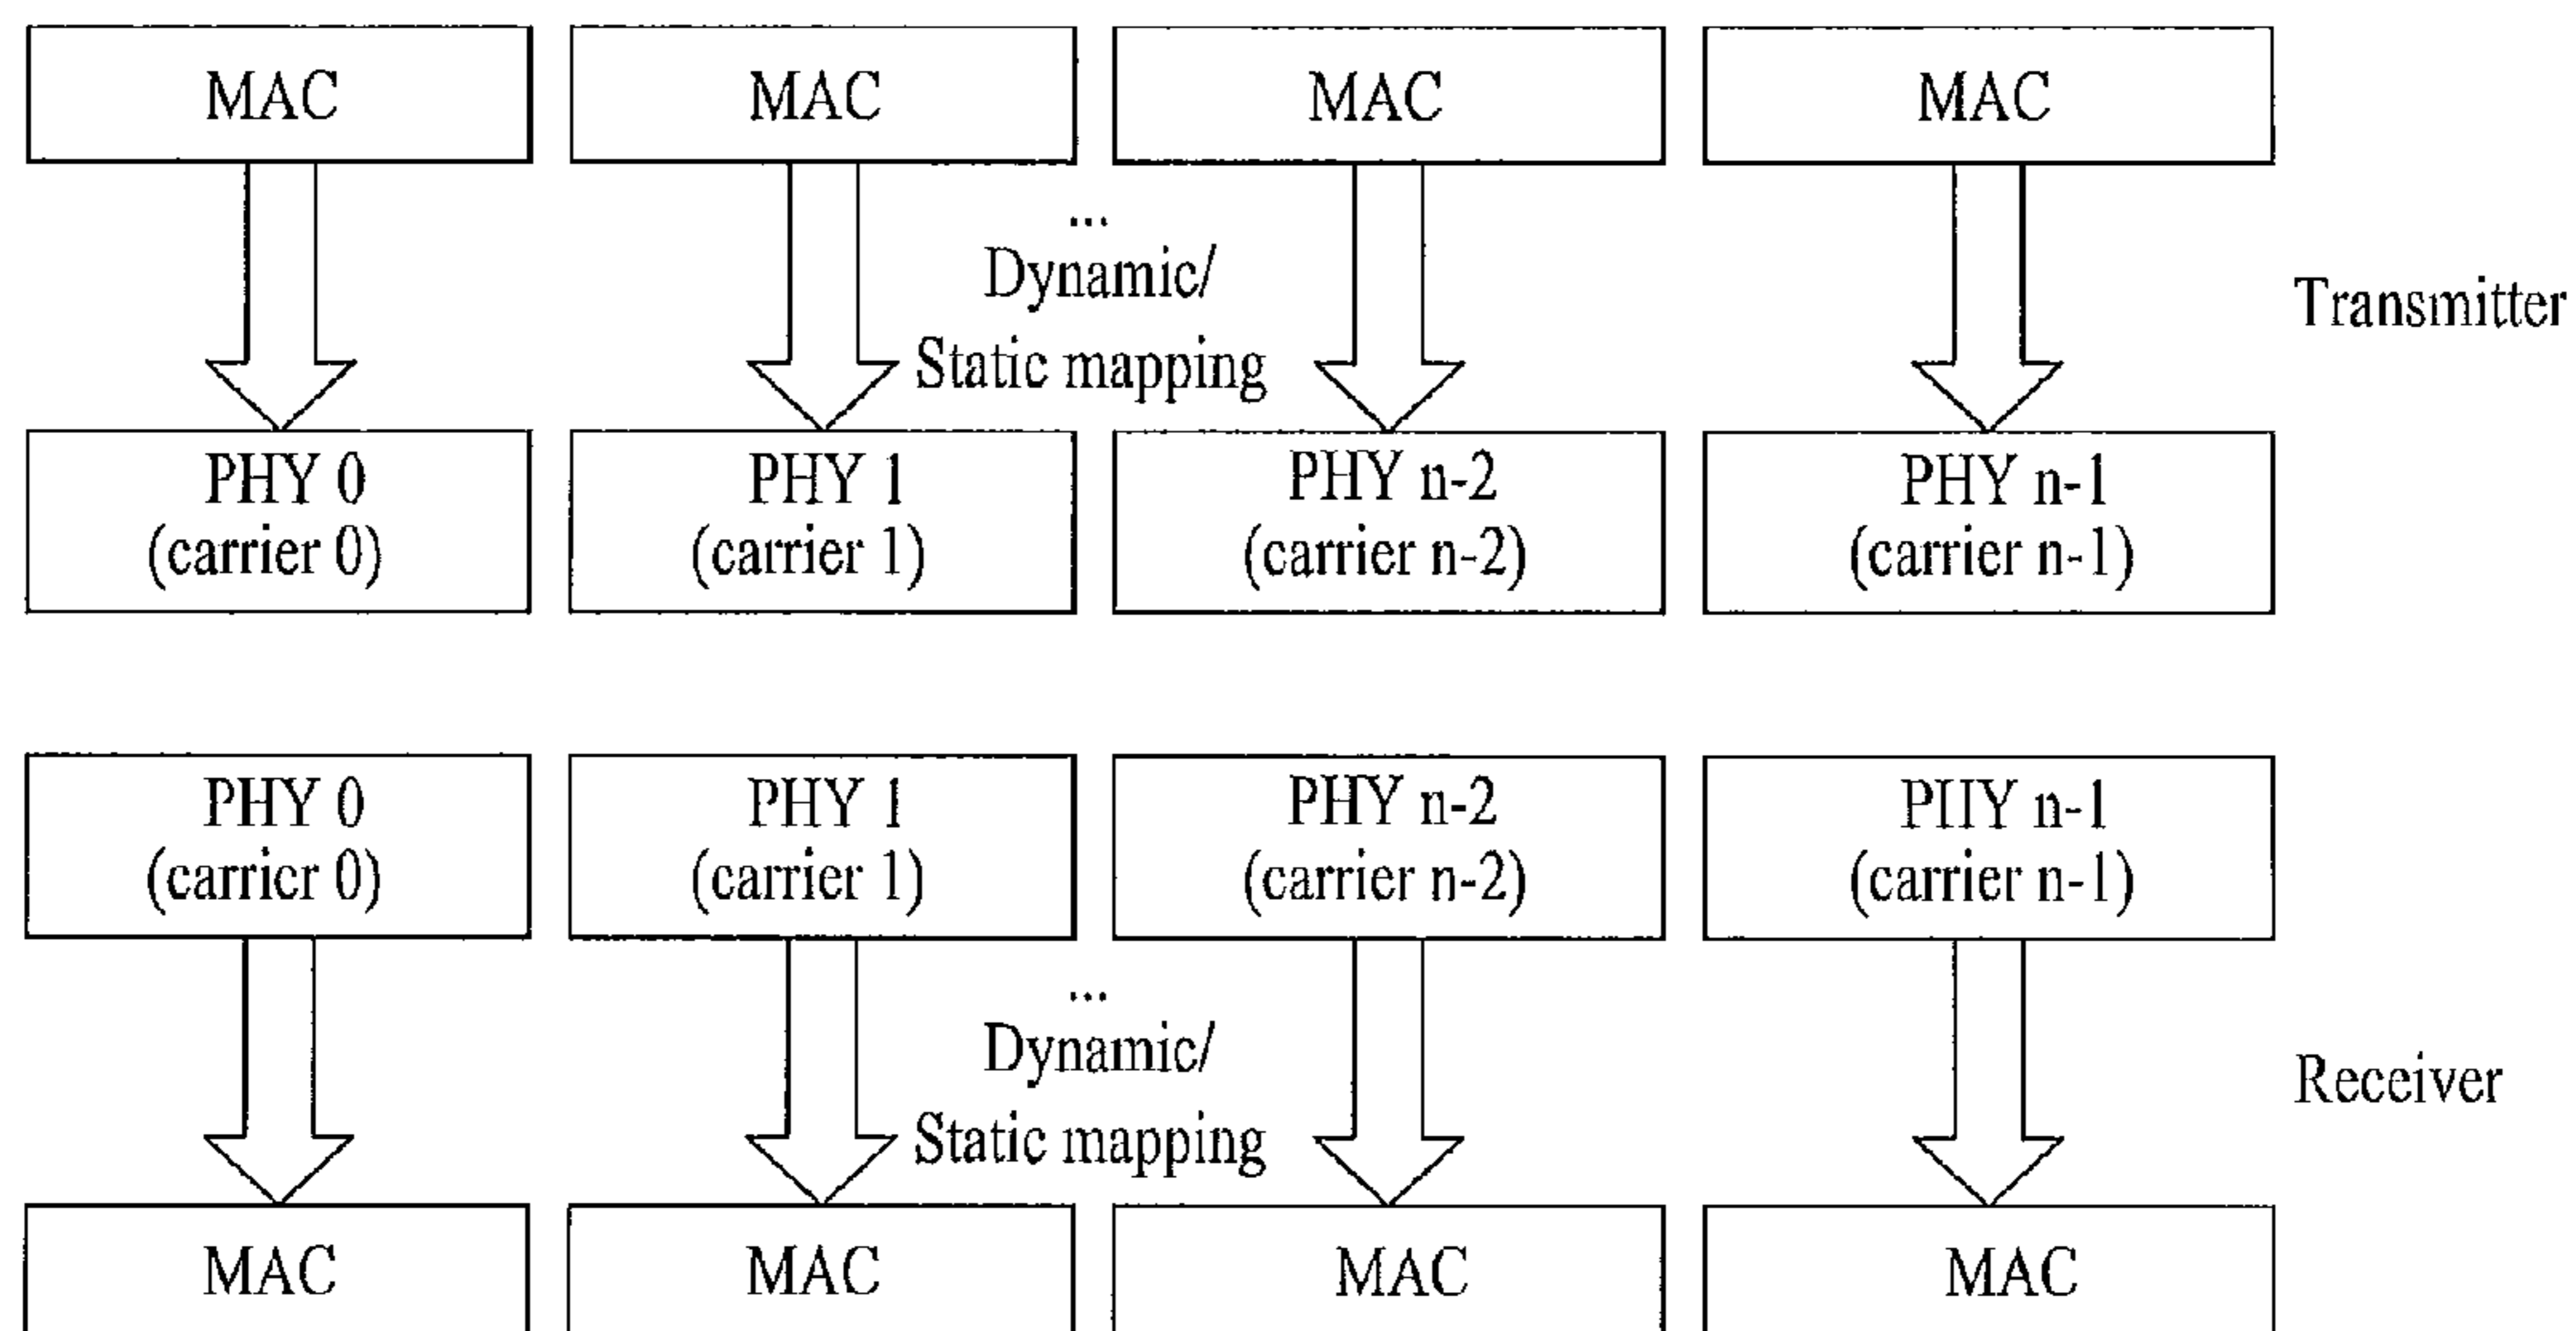 MAC MAC MAC MAC
...
Dynamic/
Static mapping
Transmitter
PHY 0 PHY 1 PHY n-2 PHY n-1
(carrier 0) (carrier 1) (carrier n-2) (carrier n-1)
PHY 0 PHY 1 PHY n-2 PHY n-1
(carrier 0) (carrier 1) (carrier n-2) (carrier n-1)
...
Dynamic/
Static mapping
Receiver
MAC MAC MAC MAC